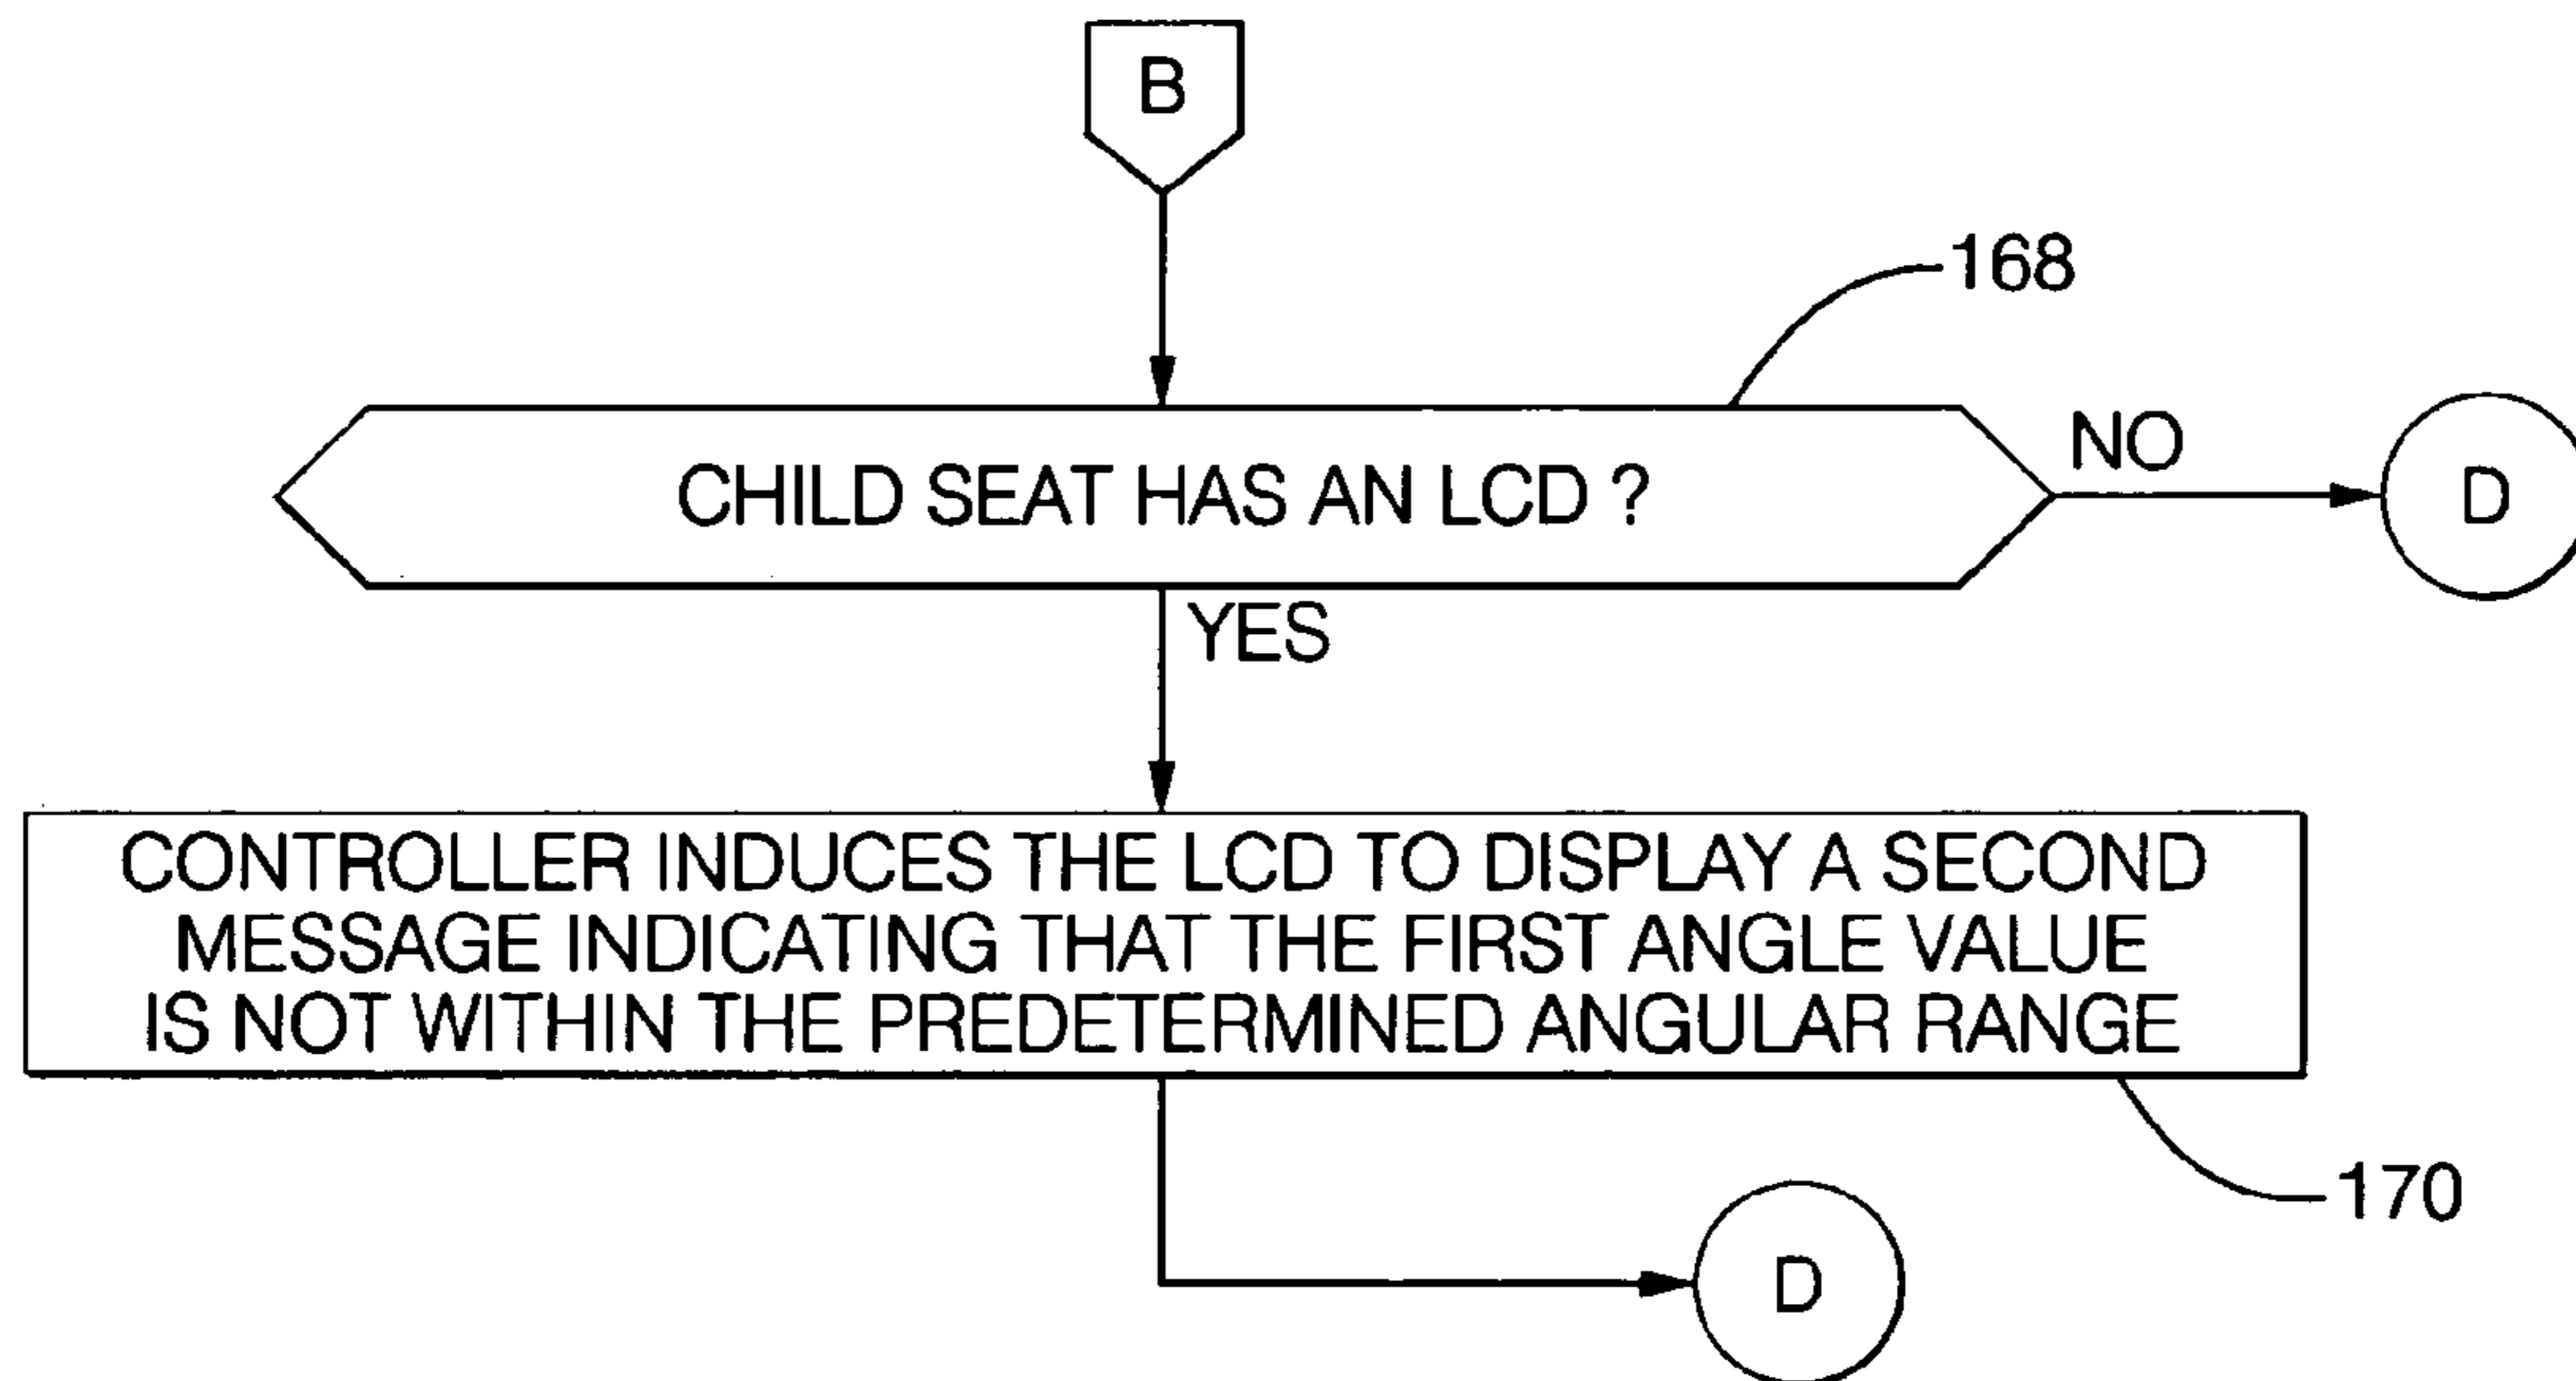 B
168
CHILD SEAT HAS AN LCD ?
NO
D
YES
CONTROLLER INDUCES THE LCD TO DISPLAY A SECOND
MESSAGE INDICATING THAT THE FIRST ANGLE VALUE
IS NOT WITHIN THE PREDETERMINED ANGULAR RANGE
170
D